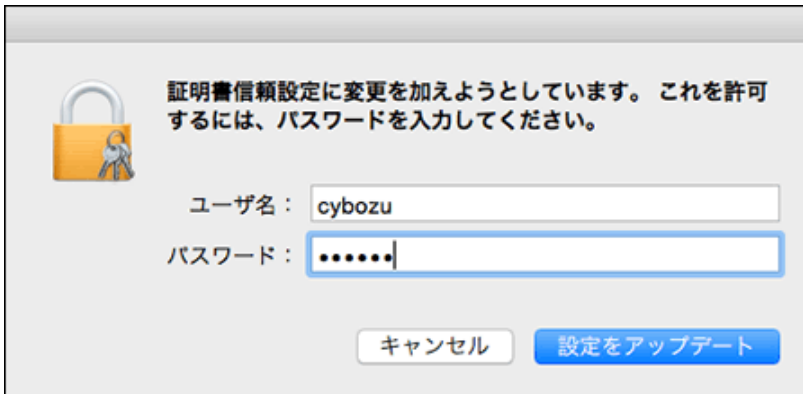 証明書信頼設定に変更を加えようとしています。 これを許可
するには、パスワードを入力してください。
ユーザ名： cybozu
パスワード： ••••••
キャンセル 設定をアップデート